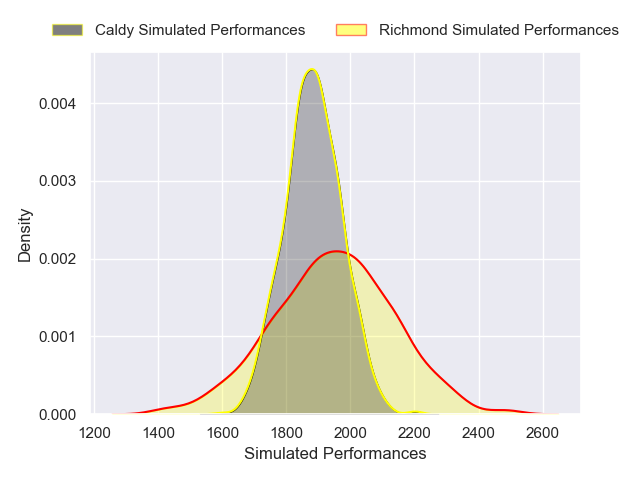 Caldy Simulated Performances Richmond Simulated Performances
0.004
0.003
0.002
0.001
0.000
Density
1200 1400 1600 1800 2000 2200 2400 2600
Simulated Performances